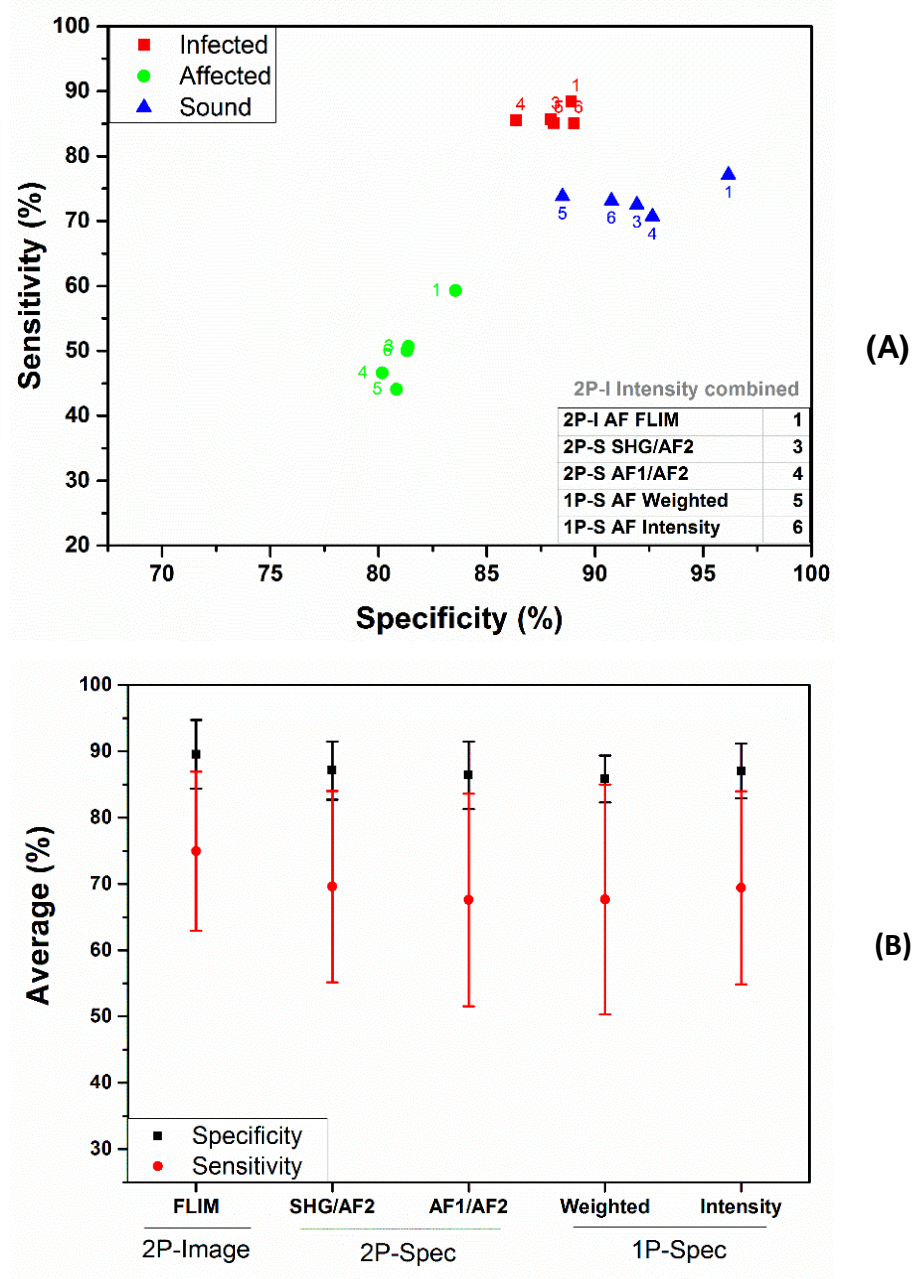 100
90
80
70
60
50
40
30
20
Sensitivity (%)
Infected
Affected
Sound
1
4 3 5 6
5 6 3 4 1
1
3
6
4
5
2P-I Intensity combined
2P-I AF FLIM 1
2P-S SHG/AF2 3
2P-S AF1/AF2 4
1P-S AF Weighted 5
1P-S AF Intensity 6
70 75 80 85 90 95 100
Specificity (%)
(A)
100
90
80
70
60
50
40
30
Average (%)
Specificity
Sensitivity
FLIM SHG/AF2 AF1/AF2 Weighted Intensity
2P-Image 2P-Spec 1P-Spec
(B)